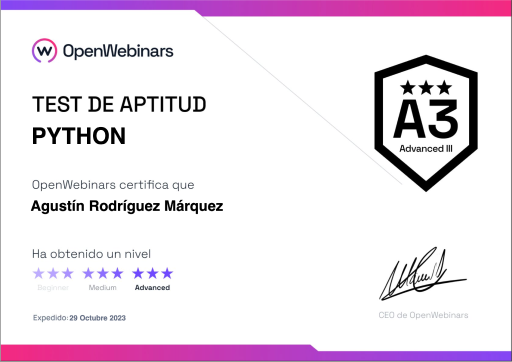 OpenWebinars
TEST DE APTITUD
PYTHON
A3
Advanced III
OpenWebinars certifica que
Agustín Rodríguez Márquez
Ha obtenido un nivel
Beginner Medium Advanced
Expedido: 29 Octubre 2023
CEO de OpenWebinars